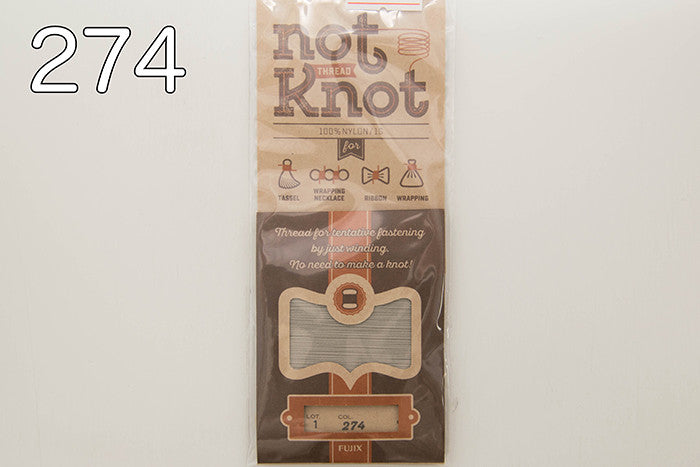 274
not
THREAD
Knot
100%NYLON/1G
for
TASSEL
WRAPPING
NECKLACE
RIBBON
WRAPPING
Thread for tentative fastening
by just winding.
No need to make a knot!
LOT. COL.
1 274
FUJIX